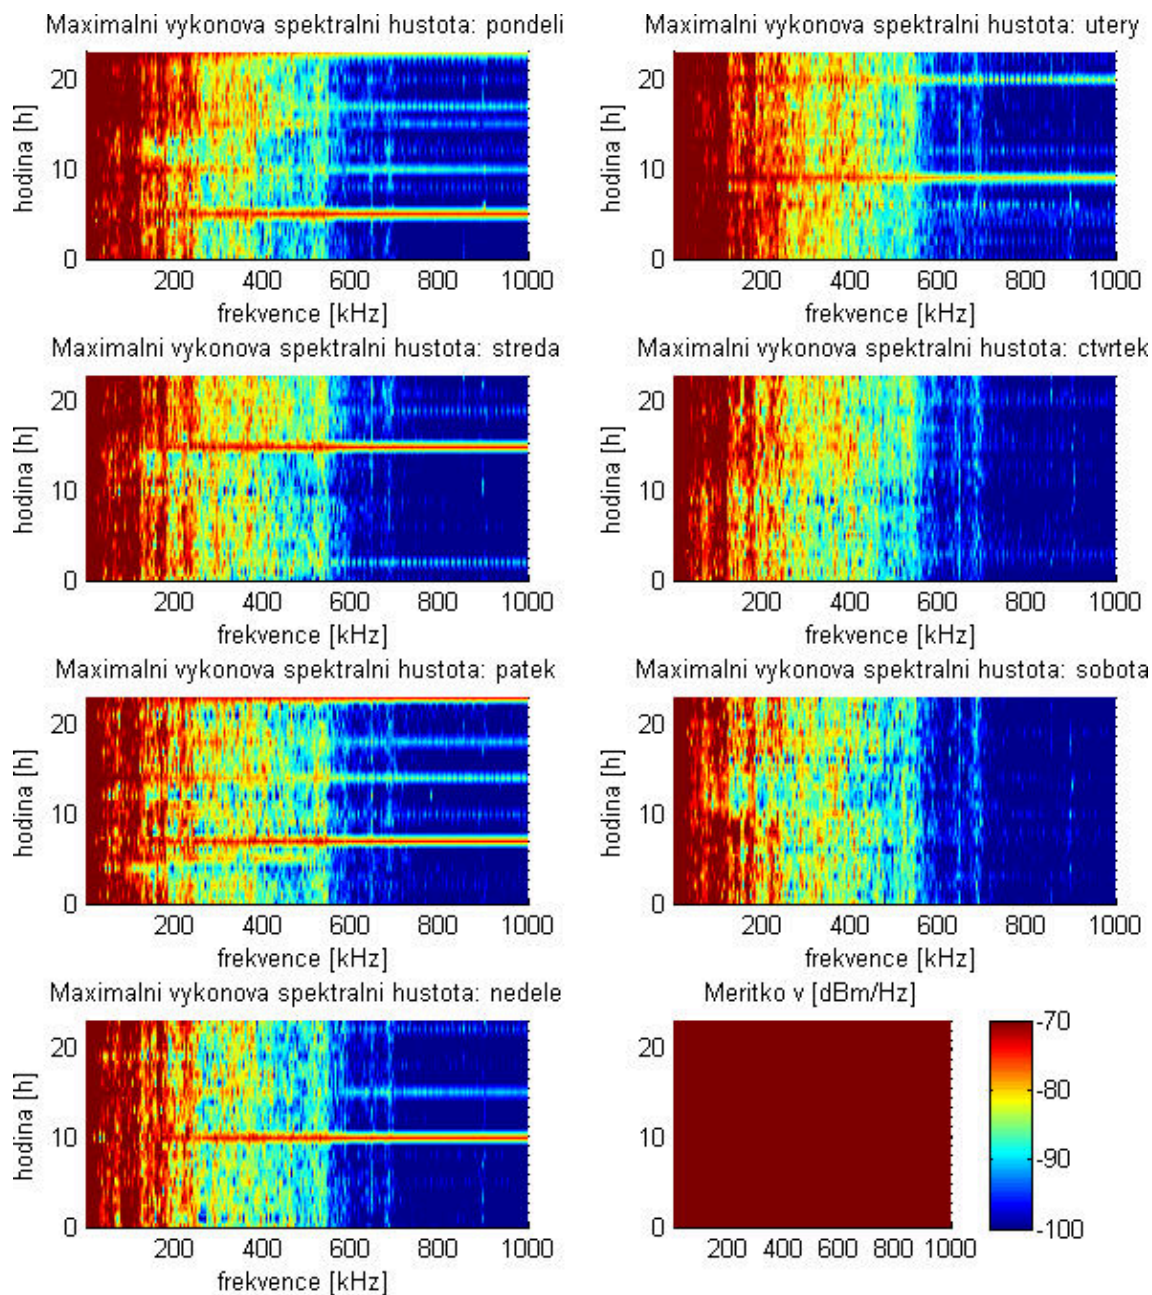 Maximalni vykonova spektralni hustota: pondeli
Maximalni vykonova spektralni hustota: utery
hodina [h]
20
10
0
200 400 600 800 1000
frekvence [kHz]
hodina [h]
20
10
0
200 400 600 800 1000
frekvence [kHz]
Maximalni vykonova spektralni hustota: streda
Maximalni vykonova spektralni hustota: ctvrtek
hodina [h]
20
10
0
200 400 600 800 1000
frekvence [kHz]
hodina [h]
20
10
0
200 400 600 800 1000
frekvence [kHz]
Maximalni vykonova spektralni hustota: patek
Maximalni vykonova spektralni hustota: sobota
hodina [h]
20
10
0
200 400 600 800 1000
frekvence [kHz]
hodina [h]
20
10
0
200 400 600 800 1000
frekvence [kHz]
Maximalni vykonova spektralni hustota: nedele
Meritko v [dBm/Hz]
hodina [h]
20
10
0
200 400 600 800 1000
frekvence [kHz]
20
10
0
200 400 600 800 1000
-70
-80
-90
-100